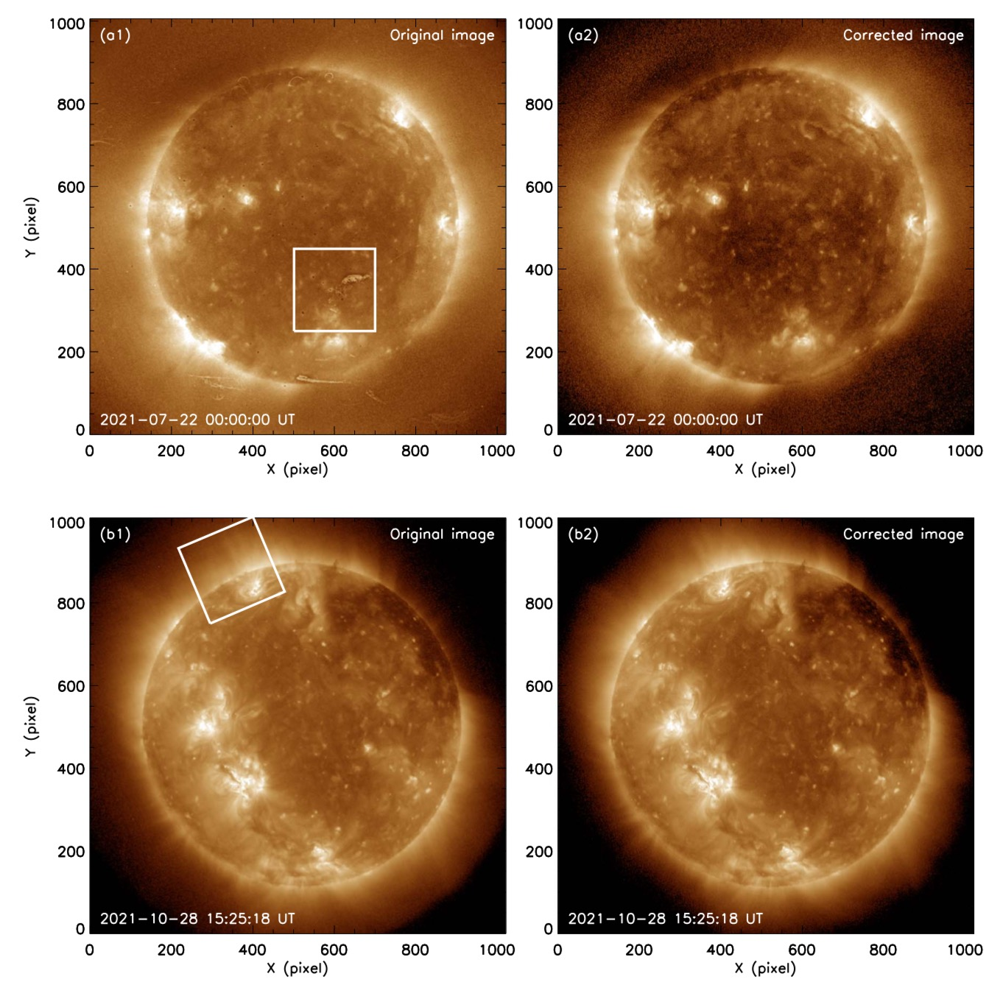 (a1) Original image
(a2) Corrected image
1000
800
600
400
200
0
Y (pixel)
2021-07-22 00:00:00 UT
2021-07-22 00:00:00 UT
1000
800
600
400
200
0
0 200 400 600 800 1000
X (pixel)
0 200 400 600 800 1000
X (pixel)
(b1) Original image
(b2) Corrected image
1000
800
600
400
200
0
Y (pixel)
2021-10-28 15:25:18 UT
2021-10-28 15:25:18 UT
1000
800
600
400
200
0
0 200 400 600 800 1000
X (pixel)
0 200 400 600 800 1000
X (pixel)